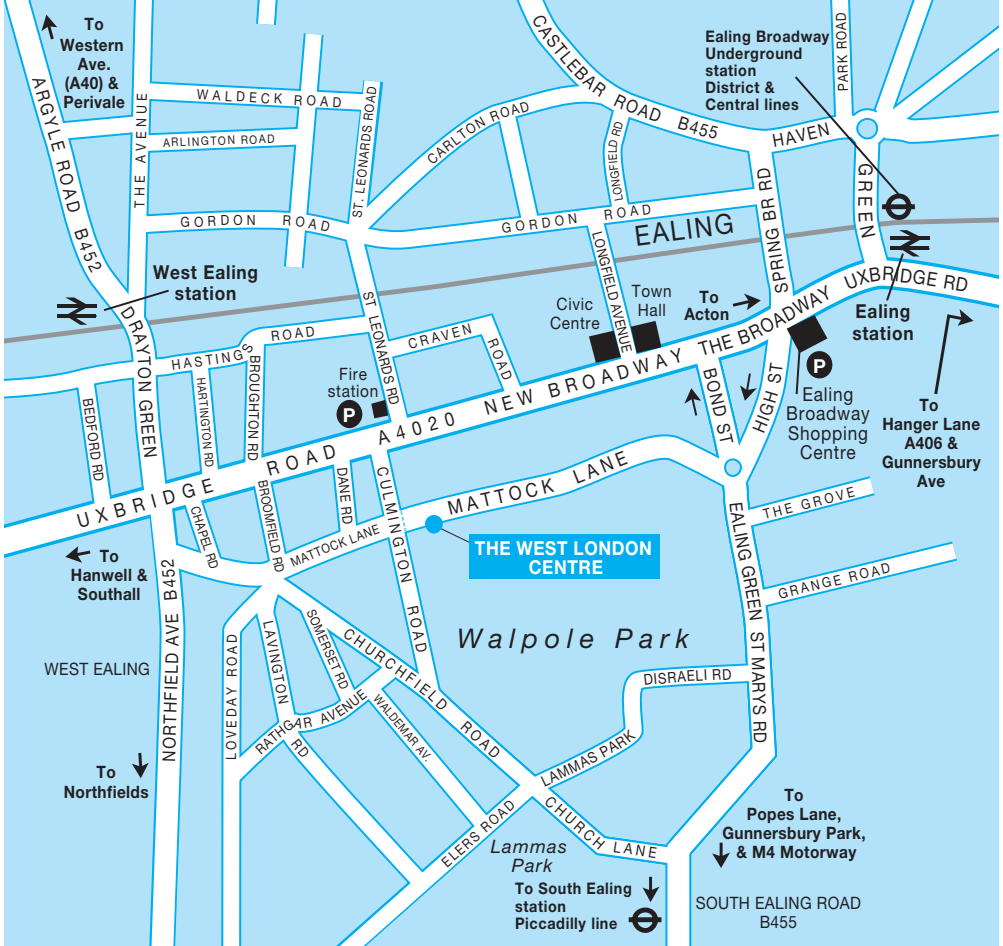 To
Western
Ave.
(A40) &
Perivale
ARGYLE ROAD B452
THE AVENUE
WALDECK ROAD
ARLINGTON ROAD
ST. LEONARDS ROAD
CARLTON ROAD
CASTLEBAR ROAD B455
LONGFIELD RD
Ealing Broadway
Underground
station
District &
Central lines
PARK ROAD
HAVEN
GREEN
GORDON ROAD
GORDON ROAD
EALING
SPRING BR RD
LONGFIELD AVENUE
West Ealing
station
DRAYTON GREEN
ST LEONARDS RD
Civic
Centre
Town
Hall
To
Acton
THE BROADWAY
UXBRIDGE RD
Ealing
station
HASTINGS ROAD
CRAVEN ROAD
BEDFORD RD
HARTINGTON RD
BROUGHTON RD
Fire
station
P
P
Ealing
Broadway
Shopping
Centre
To
Hanger Lane
A406 &
Gunnersbury
Ave
UXBRIDGE ROAD A4020 NEW BROADWAY
BOND ST
HIGH ST
CHAPEL RD
BROOMFIELD RD
DANE RD
CULMINGTON ROAD
MATTOCK LANE
MATTOCK LANE
THE GROVE
EALING GREEN
THE WEST LONDON
CENTRE
To
Hanwell &
Southall
GRANGE ROAD
Walpole Park
WEST EALING
NORTHFIELD AVE B452
LOVEDAY ROAD
LAVINGTON RD
SOMERSET RD
CHURCHFIELD ROAD
RATHGAR AVENUE
WALDEMAR AV.
DISRAELI RD
ST MARYS RD
LAMMAS PARK
To
Northfields
ELERS ROAD
CHURCH LANE
Lammas
Park
To
Popes Lane,
Gunnersbury Park,
& M4 Motorway
To South Ealing
station
Piccadilly line
SOUTH EALING ROAD
B455